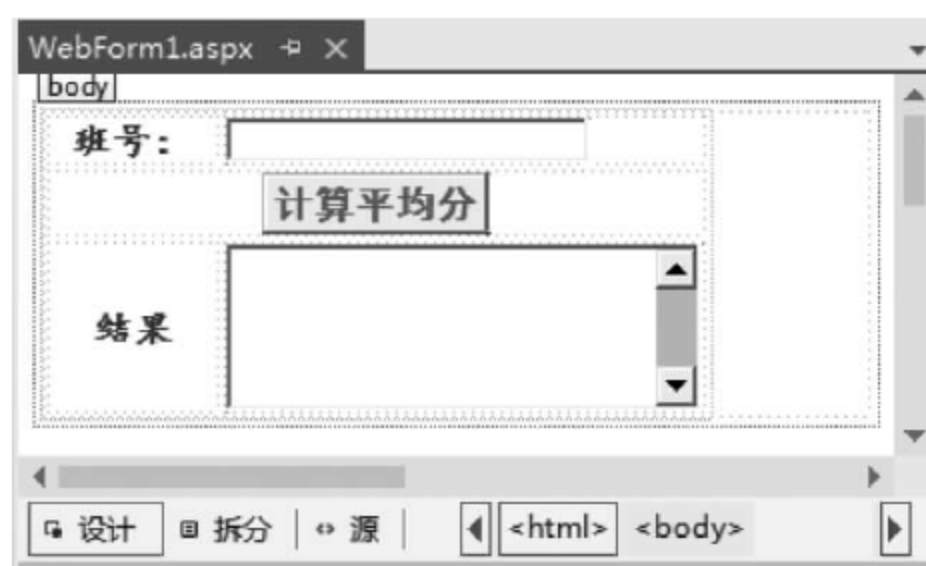 WebForm1.aspx
body
班号:
计算平均分
结果
设计 拆分 源 <html> <body>